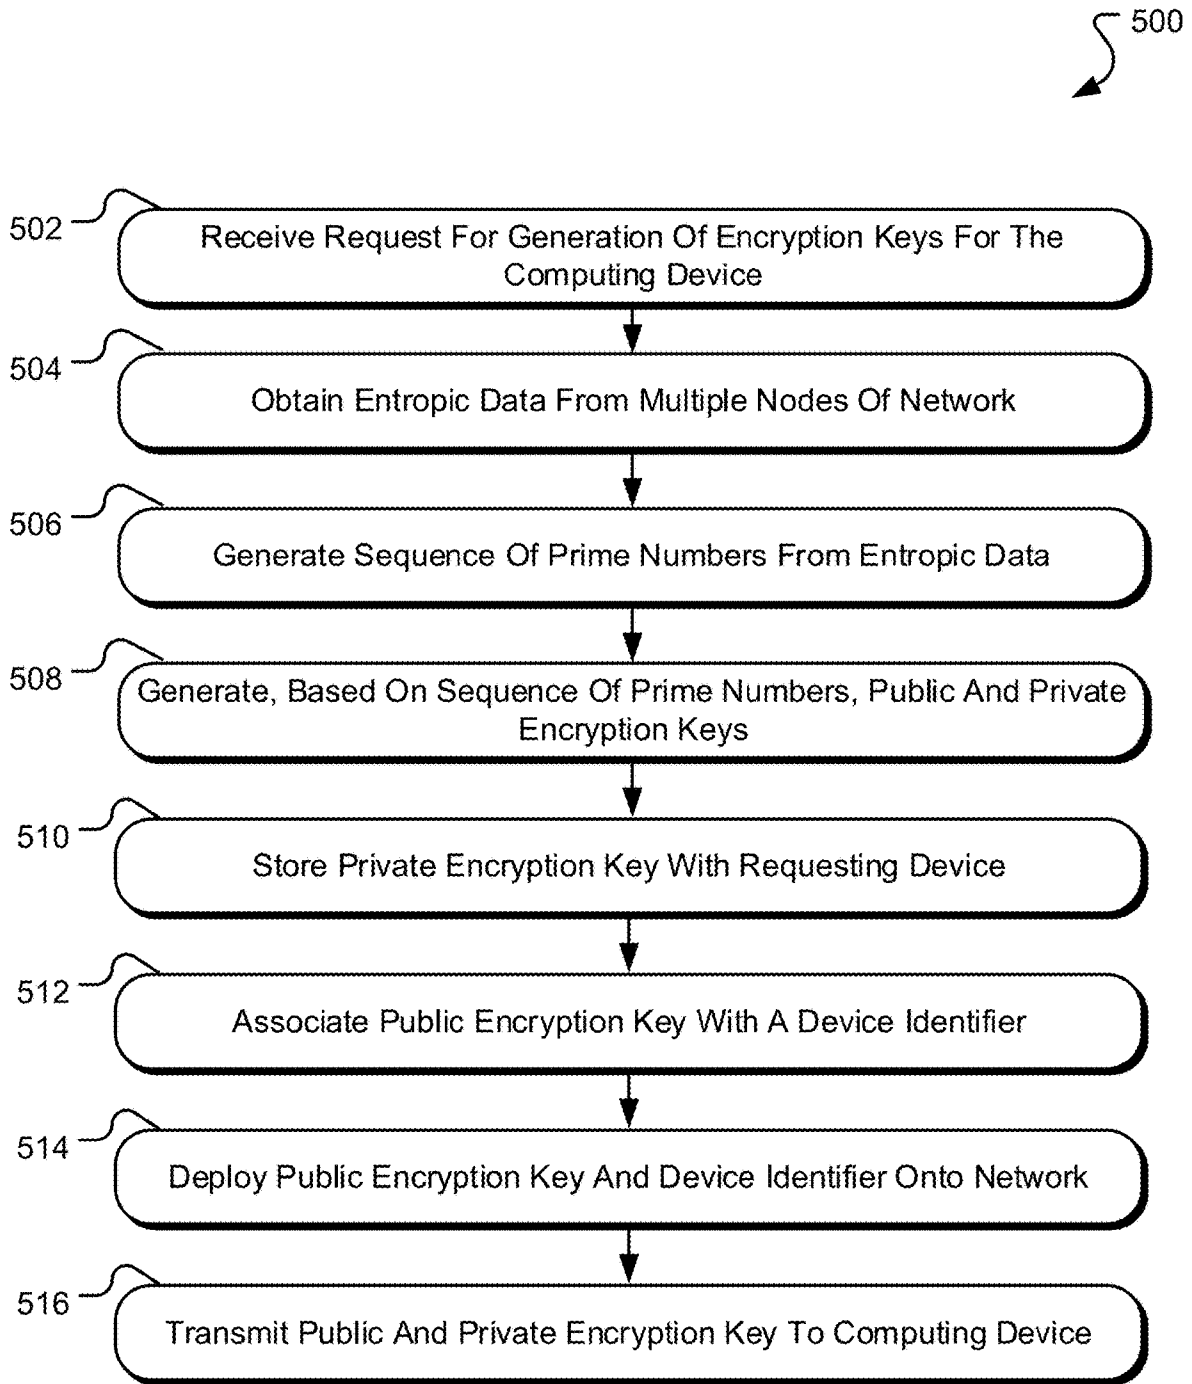 500
502
Receive Request For Generation Of Encryption Keys For The
Computing Device
504
Obtain Entropic Data From Multiple Nodes Of Network
506
Generate Sequence Of Prime Numbers From Entropic Data
508
Generate, Based On Sequence Of Prime Numbers, Public And Private
Encryption Keys
510
Store Private Encryption Key With Requesting Device
512
Associate Public Encryption Key With A Device Identifier
514
Deploy Public Encryption Key And Device Identifier Onto Network
516
Transmit Public And Private Encryption Key To Computing Device